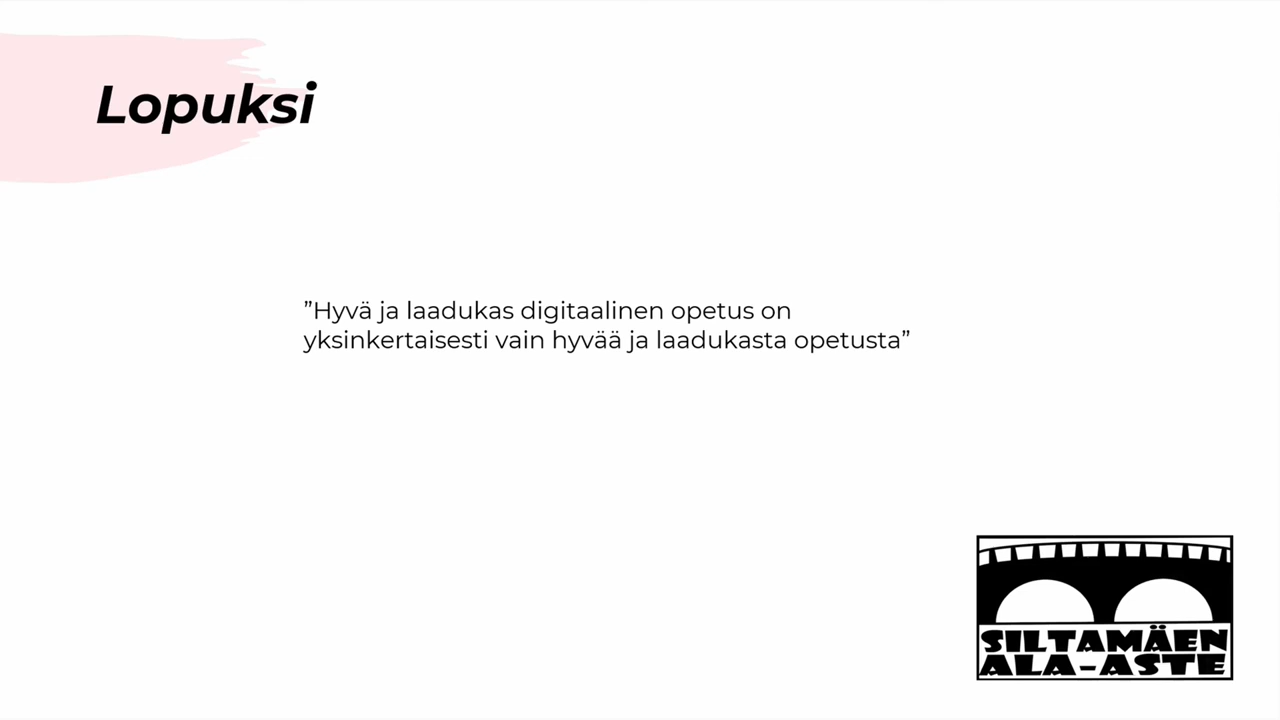 Lopuksi
”Hyvä ja laadukas digitaalinen opetus on
yksinkertaisesti vain hyvää ja laadukasta opetusta”
SILTAMÄEN
ALA-ASTE